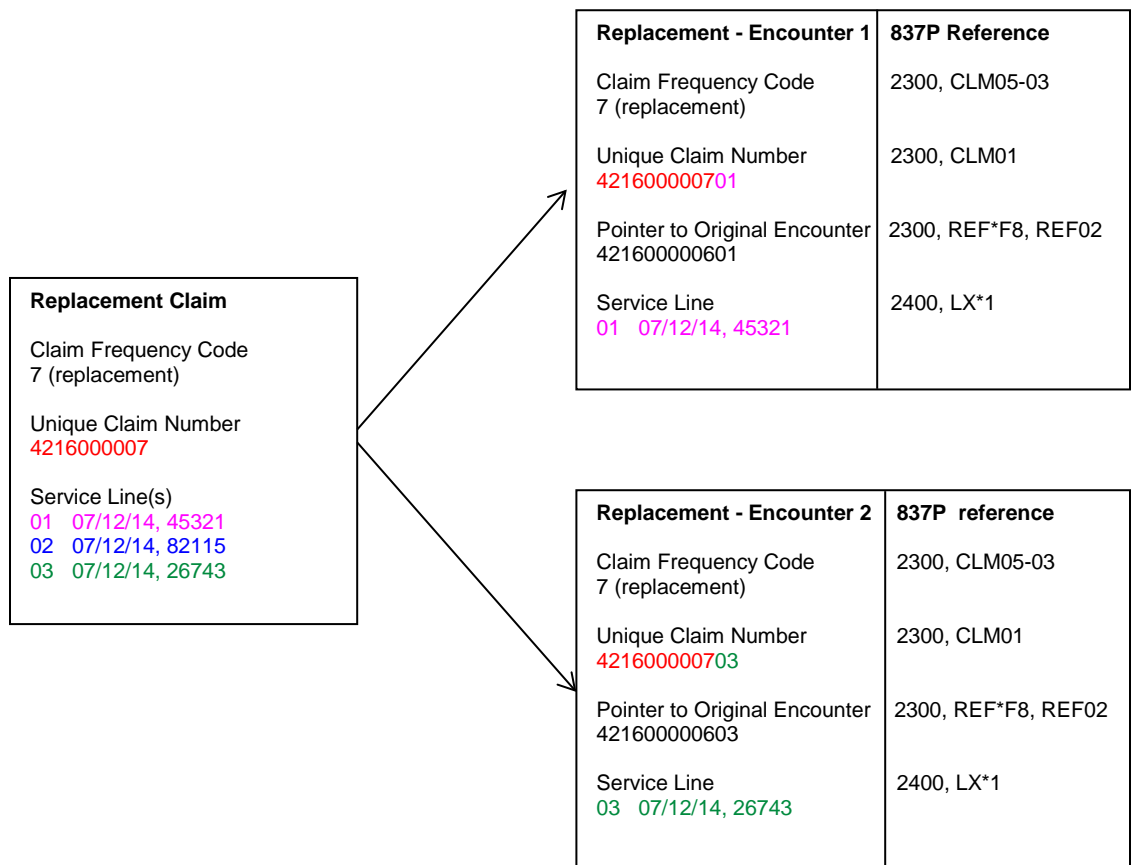 Replacement Claim
Claim Frequency Code
7 (replacement)
Unique Claim Number
4216000007
Service Line(s)
01 07/12/14, 45321
02 07/12/14, 82115
03 07/12/14, 26743
Replacement - Encounter 1 837P Reference
Claim Frequency Code 2300, CLM05-03
7 (replacement)
Unique Claim Number 2300, CLM01
421600000701
Pointer to Original Encounter 2300, REF*F8, REF02
421600000601
Service Line 2400, LX*1
01 07/12/14, 45321
Replacement - Encounter 2 837P reference
Claim Frequency Code 2300, CLM05-03
7 (replacement)
Unique Claim Number 2300, CLM01
421600000703
Pointer to Original Encounter 2300, REF*F8, REF02
421600000603
Service Line 2400, LX*1
03 07/12/14, 26743